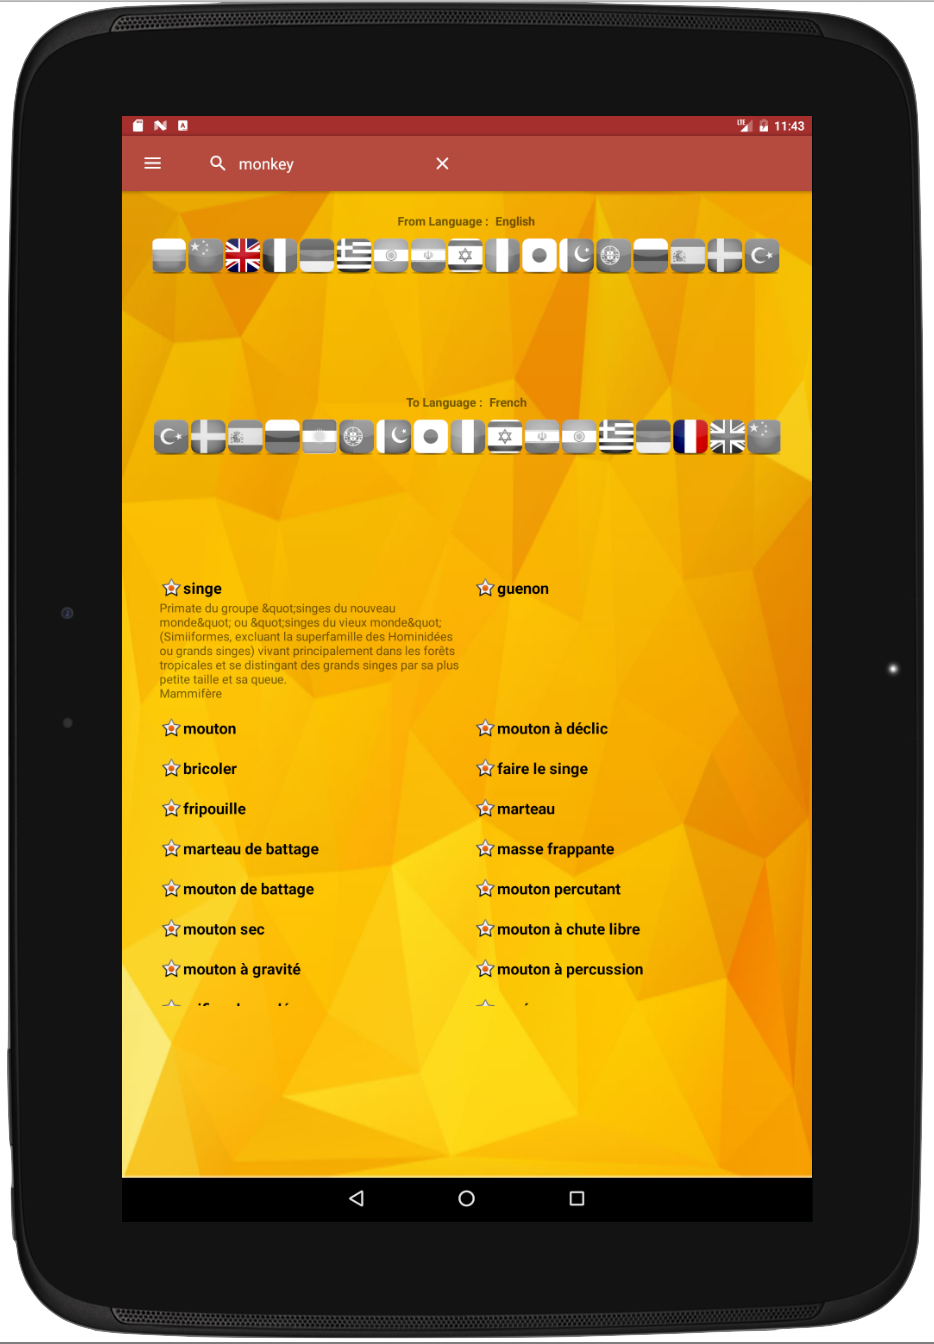 LTE 11:43
monkey
From Language : English
To Language : French
singe
guenon
Primate du groupe &quot;singes du nouveau
monde&quot; ou &quot;singes du vieux monde&quot;
(Simiiformes, excluant la superfamille des Hominidées
ou grands singes) vivant principalement dans les forêts
tropicales et se distingant des grands singes par sa plus
petite taille et sa queue.
Mammifère
mouton
mouton à déclic
bricoler
faire le singe
fripouille
marteau
marteau de battage
masse frappante
mouton de battage
mouton percutant
mouton sec
mouton à chute libre
mouton à gravité
mouton à percussion